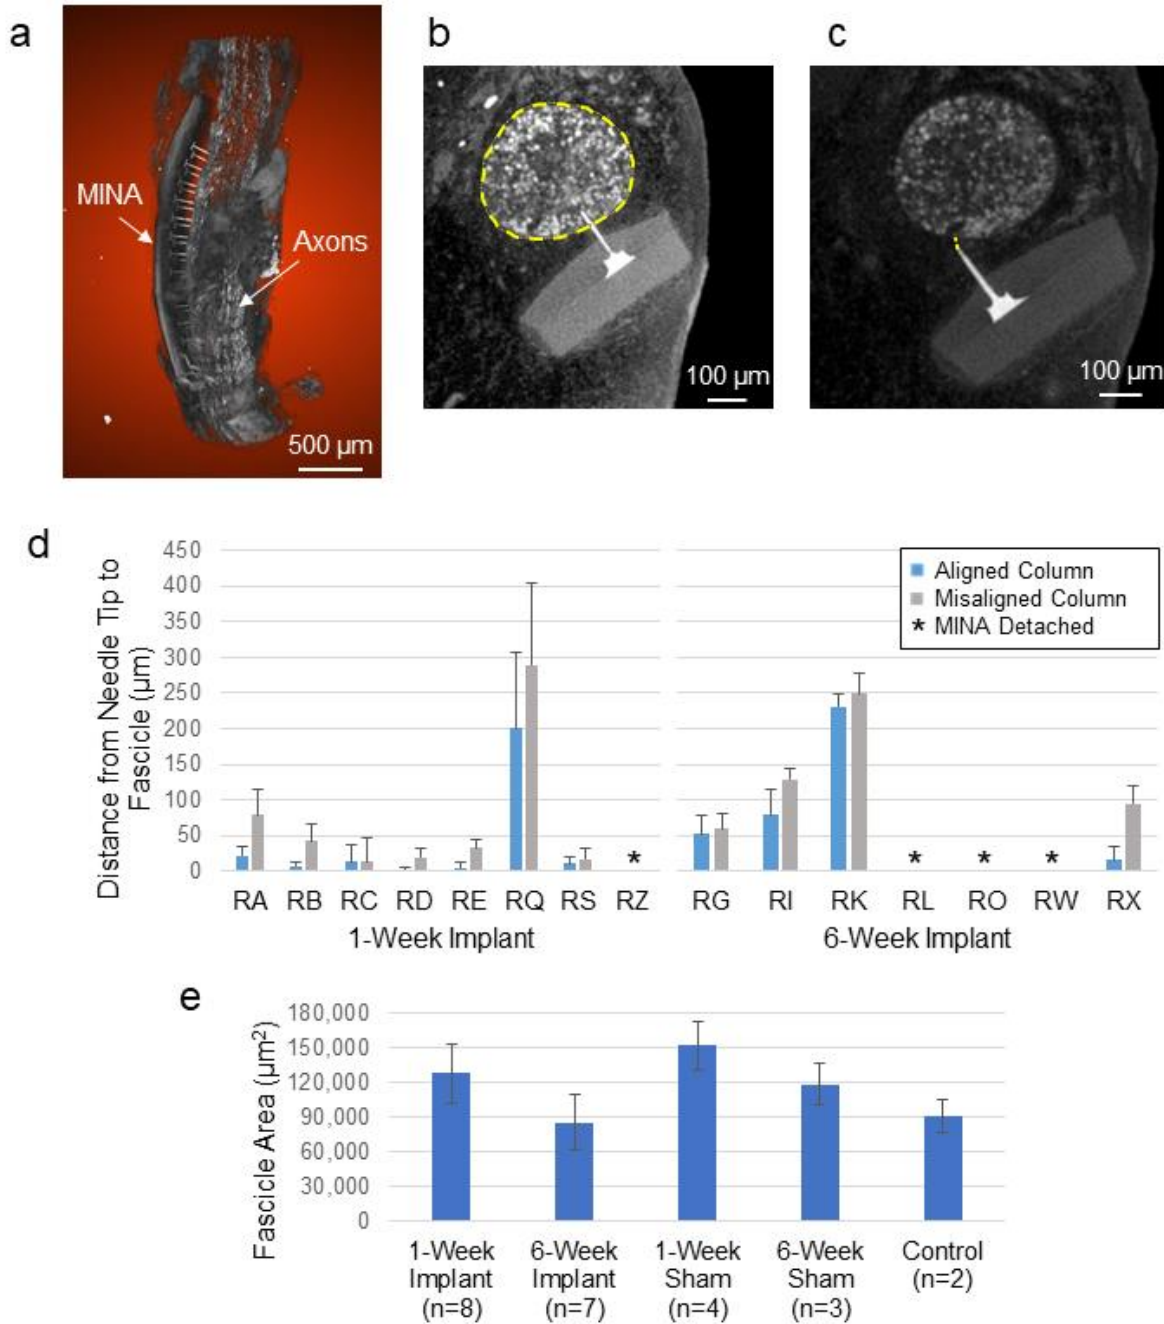 a
MINA
Axons
500 µm
b
100 µm
c
100 µm
d
Distance from Needle Tip to
Fascicle (µm)
450
400
350
300
250
200
150
100
50
0
Aligned Column
Misaligned Column
* MINA Detached
* * * *
RA RB RC RD RE RQ RS RZ RG RI RK RL RO RW RX
1-Week Implant 6-Week Implant
e
Fascicle Area (µm²)
180,000
150,000
120,000
90,000
60,000
30,000
0
1-Week 6-Week 1-Week 6-Week Control
Implant Implant Sham Sham (n=2)
(n=8) (n=7) (n=4) (n=3)